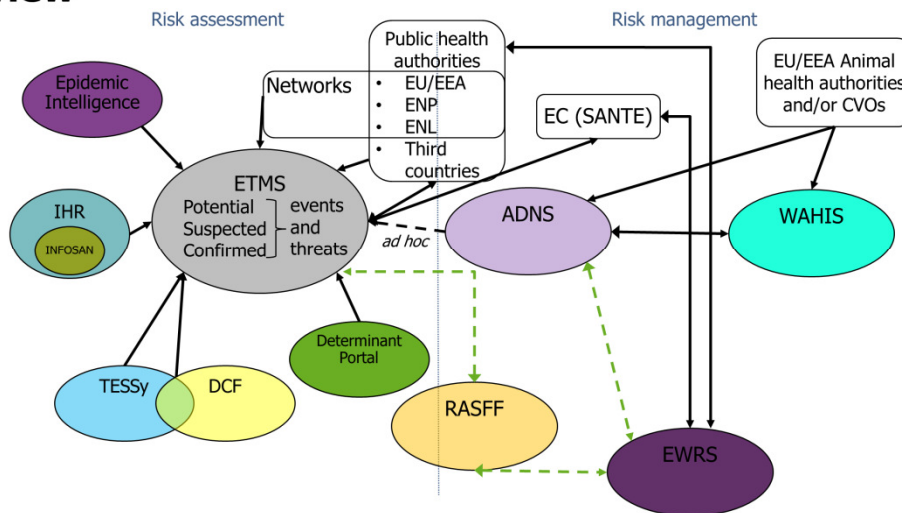 Risk assessment
Risk management
Public health
authorities
• EU/EEA
• ENP
• ENL
• Third
countries
Networks
Epidemic
Intelligence
EC (SANTE)
EU/EEA Animal
health authorities
and/or CVOs
ETMS
Potential
Suspected
Confirmed
events
and
threats
IHR
INFOSAN
ad hoc
ADNS
WAHIS
Determinant
Portal
TESSy
DCF
RASFF
EWRS